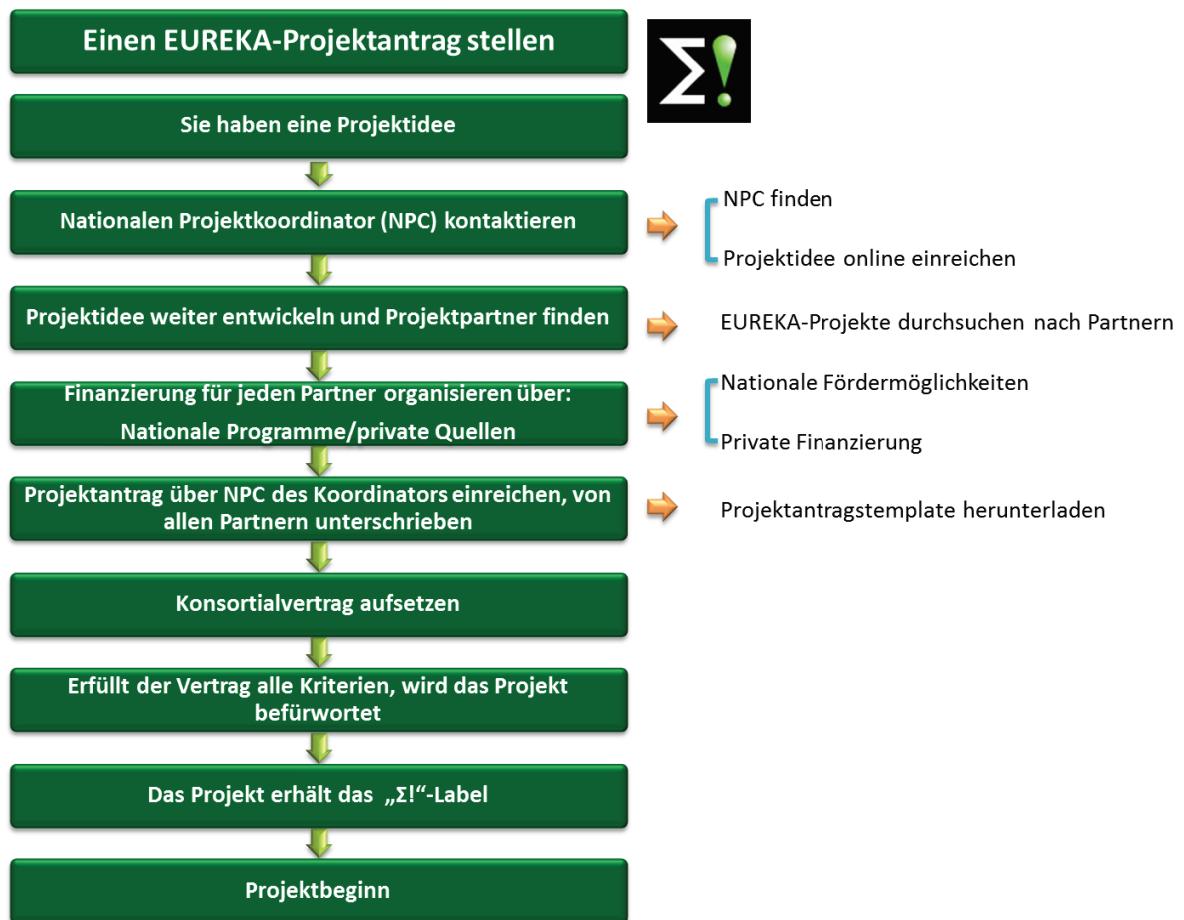 Einen EUREKA-Projektantrag stellen
Σ!
Sie haben eine Projektidee
Nationalen Projektkoordinator (NPC) kontaktieren
NPC finden
Projektidee online einreichen
Projektidee weiter entwickeln und Projektpartner finden
EUREKA-Projekte durchsuchen nach Partnern
Finanzierung für jeden Partner organisieren über:
Nationale Programme/private Quellen
Nationale Fördermöglichkeiten
Private Finanzierung
Projektantrag über NPC des Koordinators einreichen, von
allen Partnern unterschrieben
Projektantragstemplate herunterladen
Konsortialvertrag aufsetzen
Erfüllt der Vertrag alle Kriterien, wird das Projekt
befürwortet
Das Projekt erhält das „Σ!“-Label
Projektbeginn